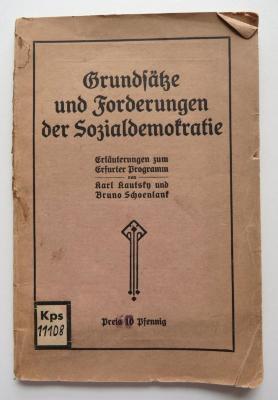 Grundsätze
und Forderungen
der Sozialdemokratie
Erläuterungen zum
Erfurter Programm
von
Karl Kautsky und
Bruno Schoenlank
Kps
11108
Preis 10 Pfennig